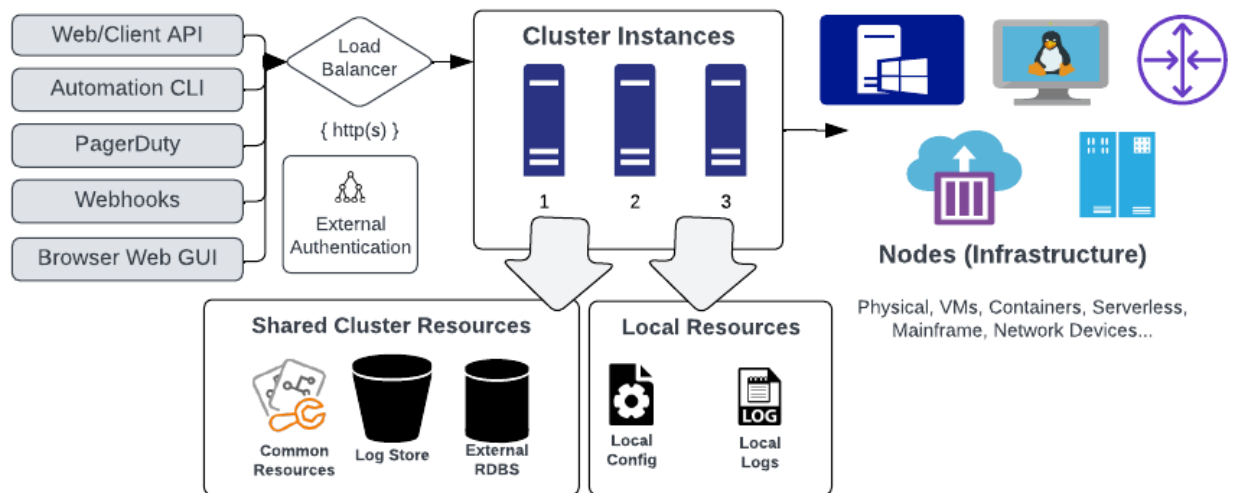 Web/Client API
Automation CLI
PagerDuty
Webhooks
Browser Web GUI
Load
Balancer
{ http(s) }
External
Authentication
Cluster Instances
1
2
3
Nodes (Infrastructure)
Physical, VMs, Containers, Serverless,
Mainframe, Network Devices...
Shared Cluster Resources
Common
Resources
Log Store
External
RDBS
Local Resources
Local
Config
LOG
Local
Logs